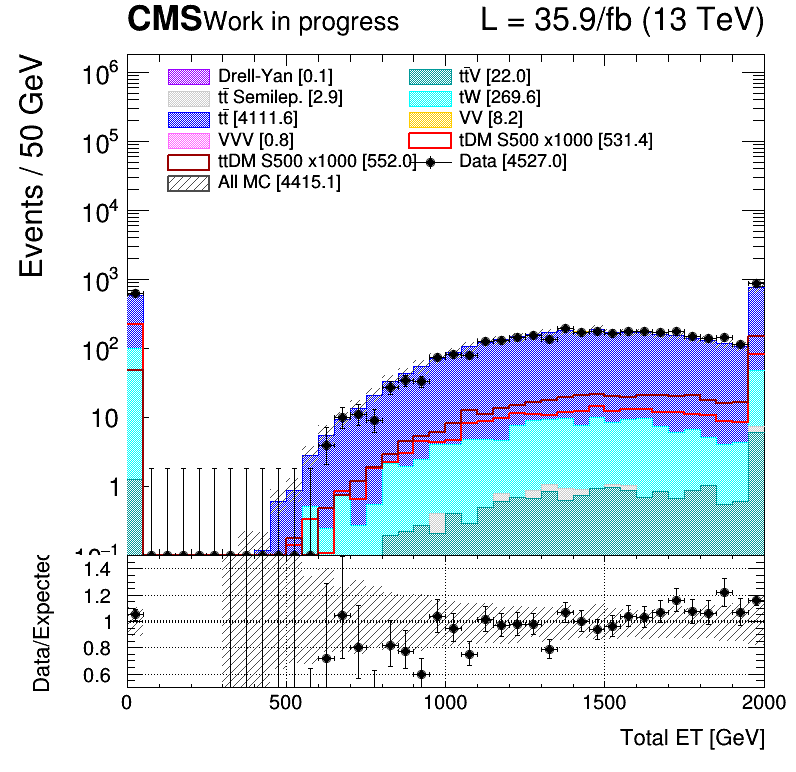 CMS Work in progress L = 35.9/fb (13 TeV)
Events / 50 GeV
Drell-Yan [0.1] tt̄V [22.0]
tt̄ Semilep. [2.9] tW [269.6]
tt̄ [4111.6] VV [8.2]
VVV [0.8] tDM S500 x1000 [531.4]
ttDM S500 x1000 [552.0] Data [4527.0]
All MC [4415.1]
10⁶
10⁵
10⁴
10³
10²
10
1
10⁻¹
Data/Expected
1.4
1.2
1
0.8
0.6
0 500 1000 1500 2000
Total ET [GeV]